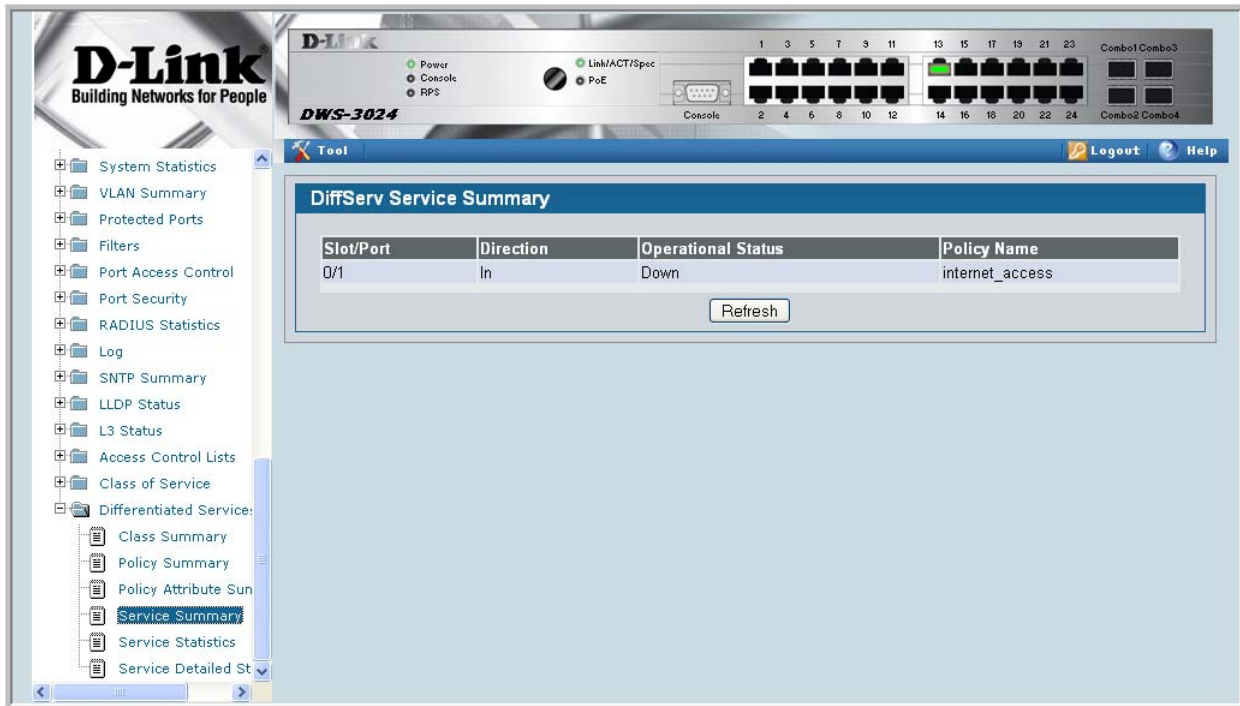 D-Link
Building Networks for People
D-Link
Power
Console
RPS
Link/ACT/Spec
PoE
DWS-3024
Console
1 3 5 7 9 11 13 15 17 19 21 23
2 4 6 8 10 12 14 16 18 20 22 24
Combo1 Combo3
Combo2 Combo4
Tool
Logout
Help
System Statistics
VLAN Summary
Protected Ports
Filters
Port Access Control
Port Security
RADIUS Statistics
Log
SNTP Summary
LLDP Status
L3 Status
Access Control Lists
Class of Service
Differentiated Service
Class Summary
Policy Summary
Policy Attribute Sun
Service Summary
Service Statistics
Service Detailed St
DiffServ Service Summary
Slot/Port Direction Operational Status Policy Name
0/1 In Down internet_access
Refresh